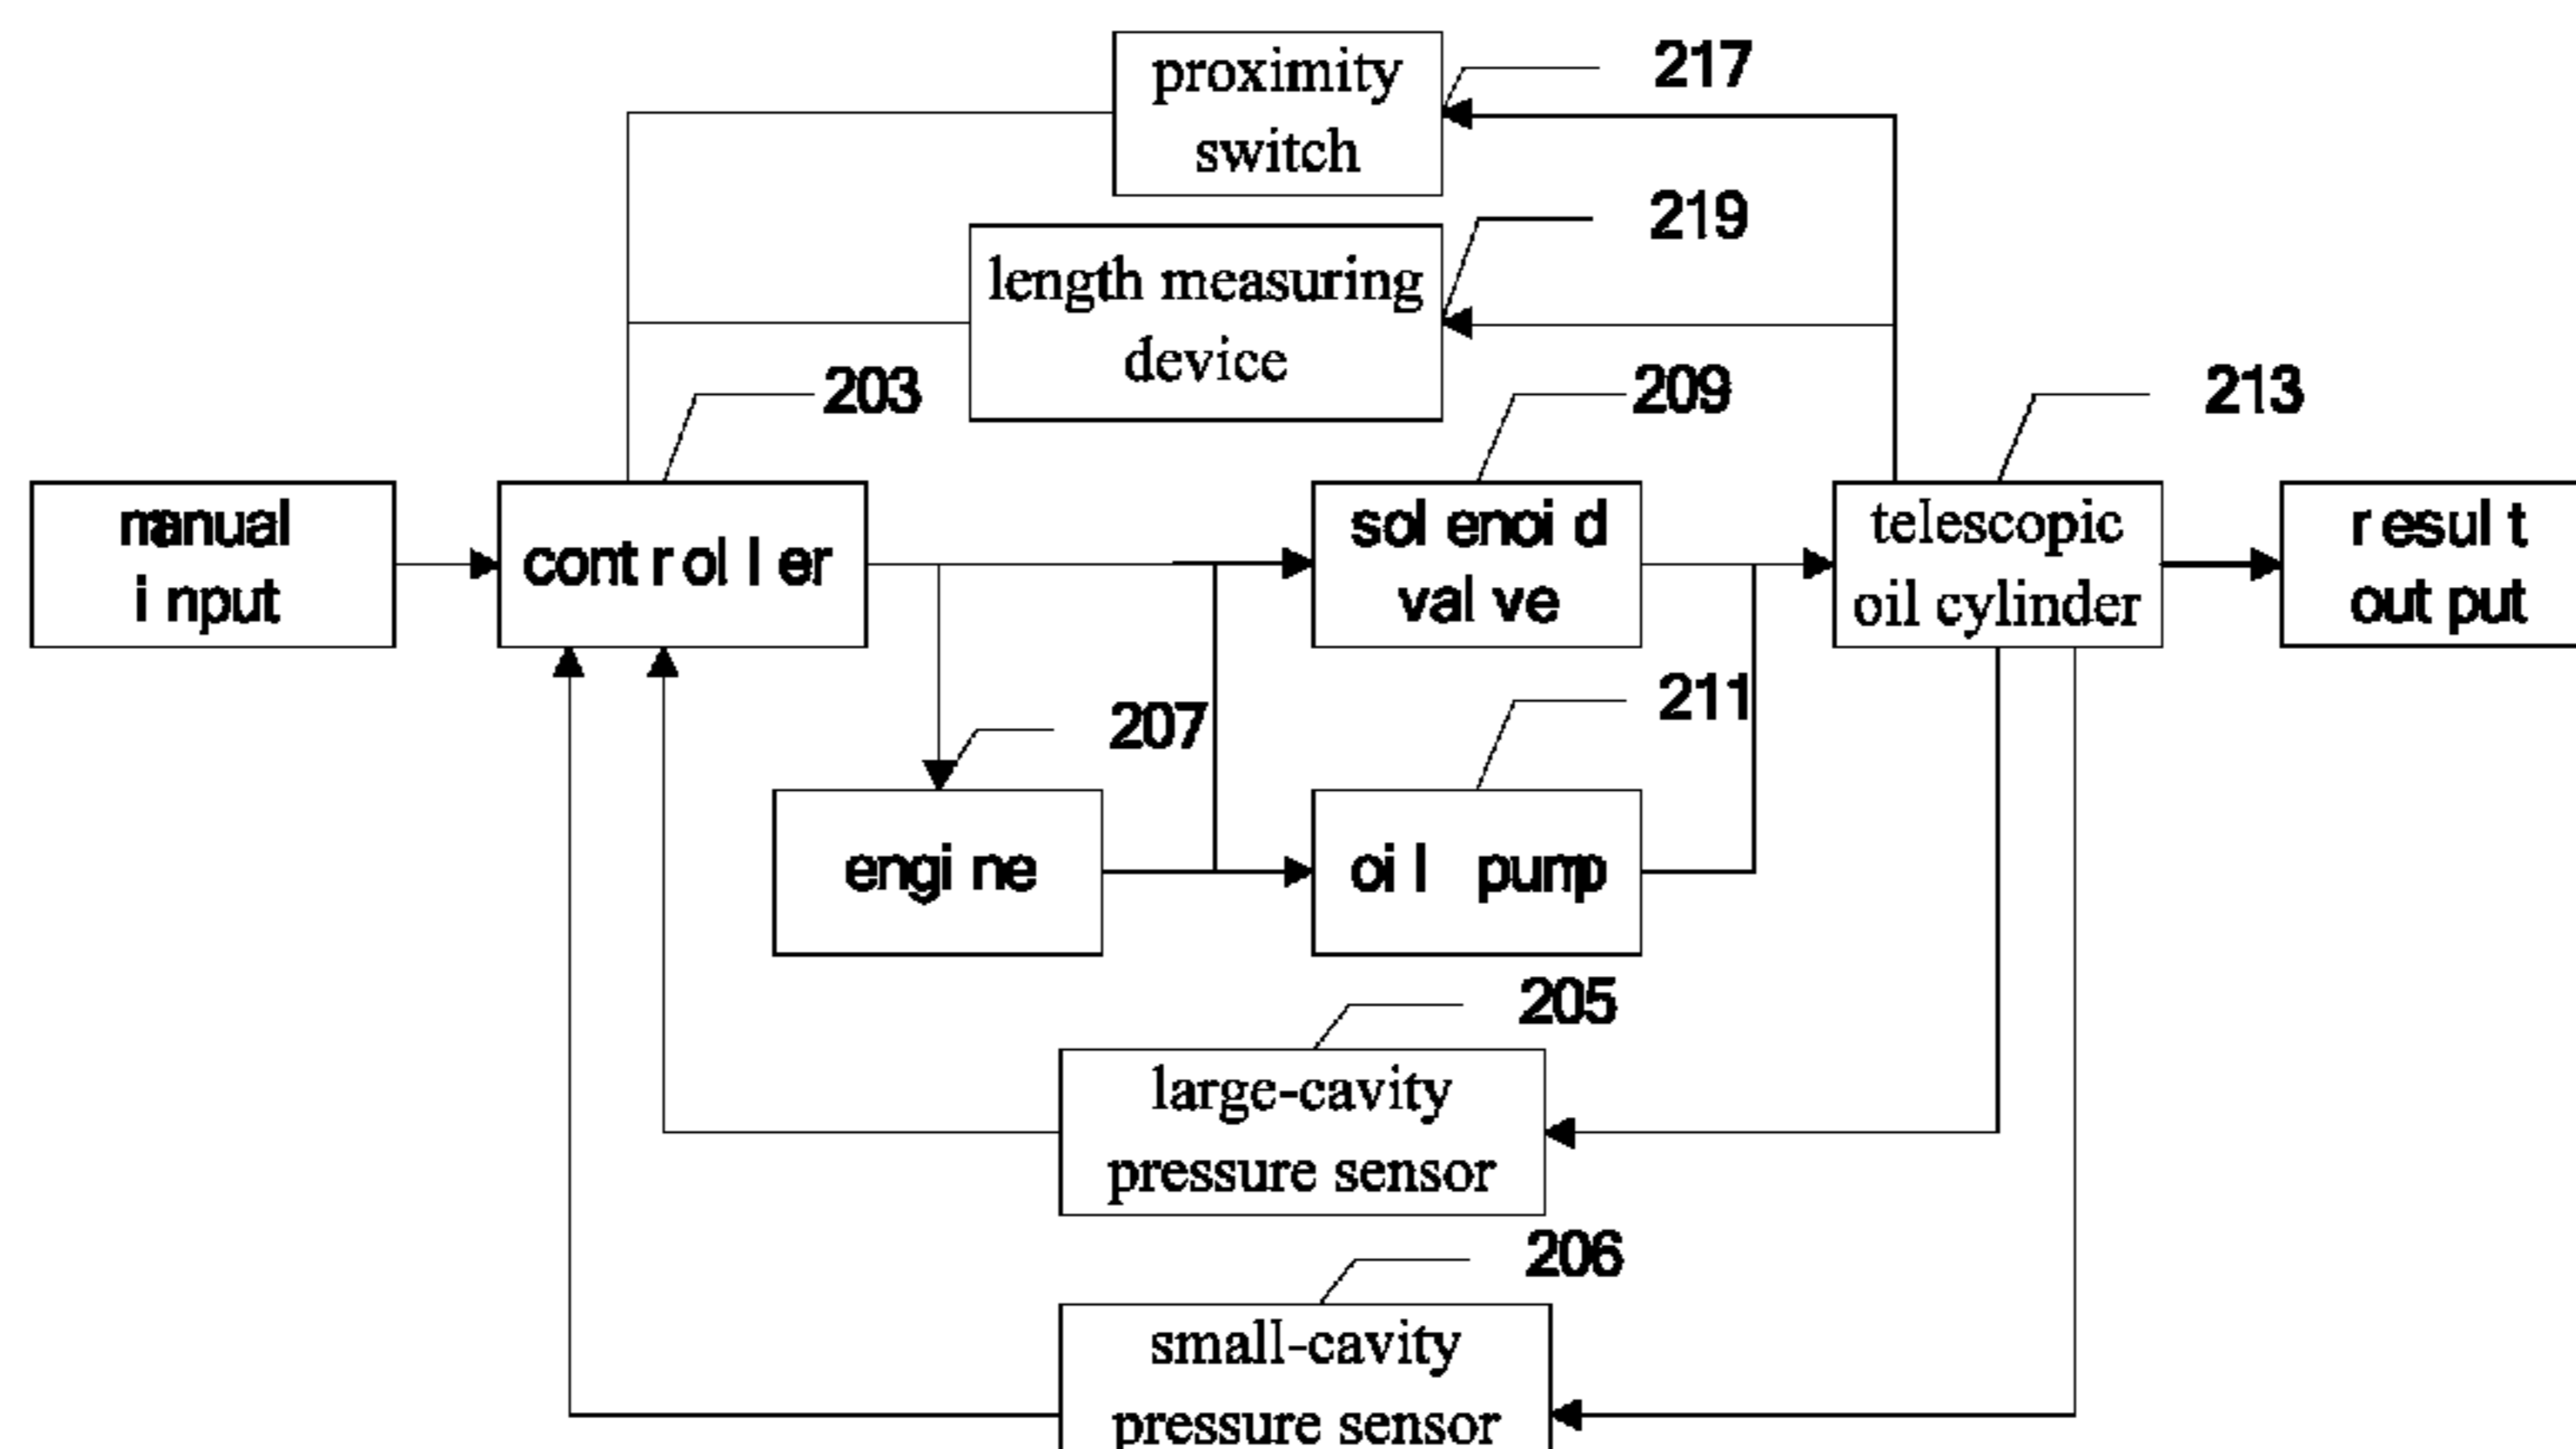 proximity
switch
217
length measuring
device
219
203
209
213
manual
input
controller
solenoid
valve
telescopic
oil cylinder
result
output
207
211
engine
oil pump
205
large-cavity
pressure sensor
206
small-cavity
pressure sensor